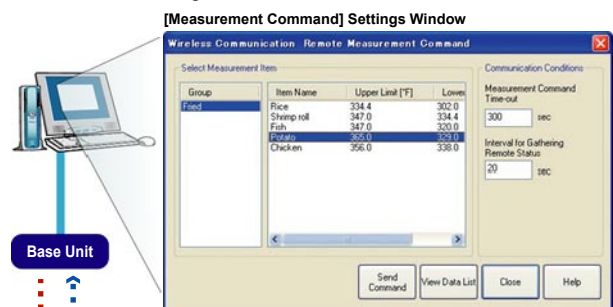 [Measurement Command] Settings Window
Wireless Communication Remote Measurement Command
Select Measurement Item
Communication Conditions
Group
Fried
Item Name Upper Limit [°F] Lower
Rice 334.4 302.0
Shrimp roll 347.0 334.4
Fish 347.0 320.0
Potato 365.0 329.0
Chicken 356.0 338.0
Measurement Command
Time-out
300 sec
Interval for Gathering
Remote Status
20 sec
Base Unit
Send
Command
View Data List
Close
Help